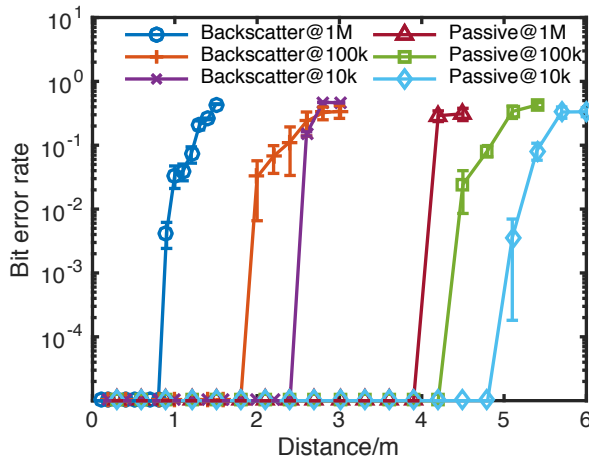 10^1
10^0
10^-1
10^-2
10^-3
10^-4
Bit error rate
Backscatter@1M
Backscatter@100k
Backscatter@10k
Passive@1M
Passive@100k
Passive@10k
0 1 2 3 4 5 6
Distance/m